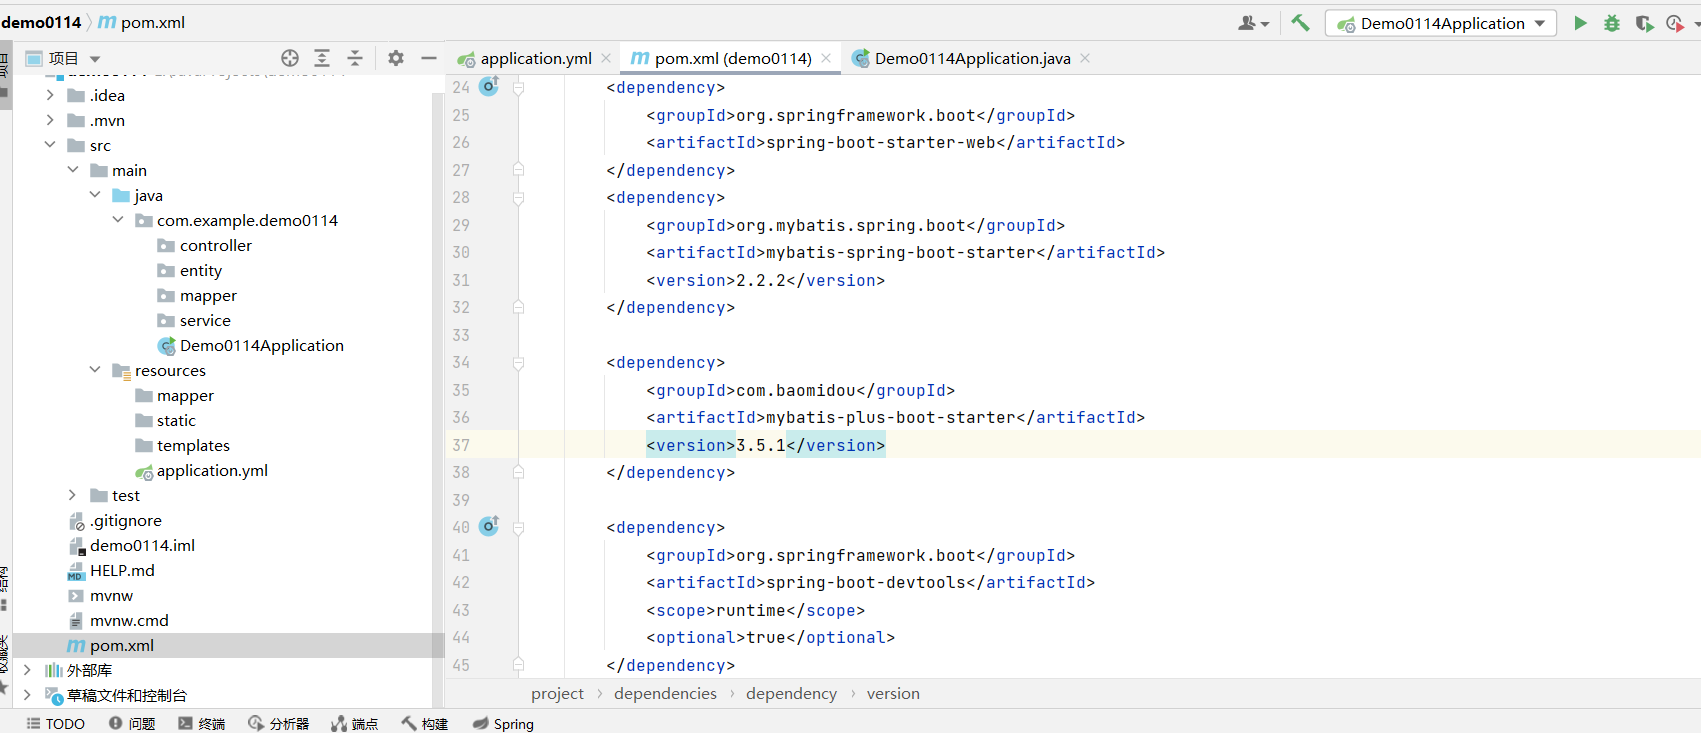 demo0114 pom.xml
Demo0114Application
项目
application.yml
pom.xml (demo0114)
Demo0114Application.java
项目
.idea
.mvn
src
main
java
com.example.demo0114
controller
entity
mapper
service
Demo0114Application
resources
mapper
static
templates
application.yml
test
.gitignore
demo0114.iml
HELP.md
mvnw
mvnw.cmd
pom.xml
外部库
草稿文件和控制台
结构
24 <dependency>
25 <groupId>org.springframework.boot</groupId>
26 <artifactId>spring-boot-starter-web</artifactId>
27 </dependency>
28 <dependency>
29 <groupId>org.mybatis.spring.boot</groupId>
30 <artifactId>mybatis-spring-boot-starter</artifactId>
31 <version>2.2.2</version>
32 </dependency>
33
34 <dependency>
35 <groupId>com.baomidou</groupId>
36 <artifactId>mybatis-plus-boot-starter</artifactId>
37 <version>3.5.1</version>
38 </dependency>
39
40 <dependency>
41 <groupId>org.springframework.boot</groupId>
42 <artifactId>spring-boot-devtools</artifactId>
43 <scope>runtime</scope>
44 <optional>true</optional>
45 </dependency>
project dependencies dependency version
TODO 问题 终端 分析器 端点 构建 Spring